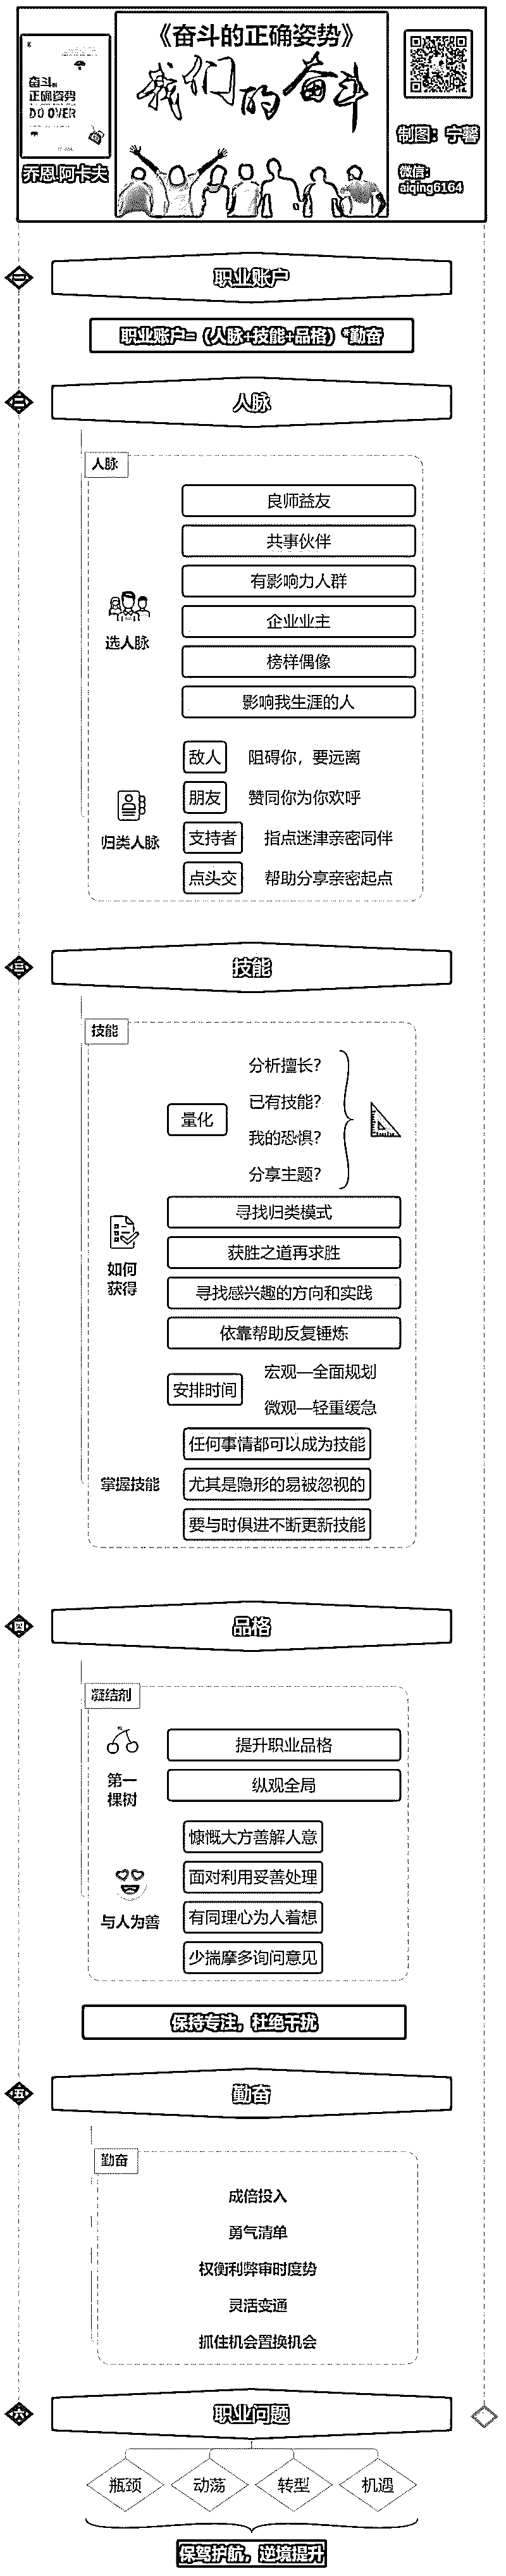 《奋斗的正确姿势》
我们的奋斗
奋斗的
正确姿势
DO OVER
乔恩.阿卡夫
制图：宁馨
微信：
aiqing6164
一
职业账户
职业账户=（人脉+技能+品格）*勤奋
二
人脉
人脉
良师益友
共事伙伴
有影响力人群
企业业主
榜样偶像
影响我生涯的人
选人脉
敌人 阻碍你，要远离
朋友 赞同你为你欢呼
支持者 指点迷津亲密同伴
点头交 帮助分享亲密起点
归类人脉
三
技能
技能
分析擅长？
已有技能？
量化
我的恐惧？
分享主题？
寻找归类模式
获胜之道再求胜
寻找感兴趣的方向和实践
依靠帮助反复锤炼
如何
获得
安排时间
宏观—全面规划
微观—轻重缓急
任何事情都可以成为技能
掌握技能
尤其是隐形的易被忽视的
要与时俱进不断更新技能
四
品格
凝结剂
提升职业品格
纵观全局
第一
棵树
慷慨大方善解人意
面对利用妥善处理
有同理心为人着想
少揣摩多询问意见
与人为善
保持专注，杜绝干扰
五
勤奋
勤奋
成倍投入
勇气清单
权衡利弊审时度势
灵活变通
抓住机会置换机会
六
职业问题
瓶颈 动荡 转型 机遇
保驾护航，逆境提升